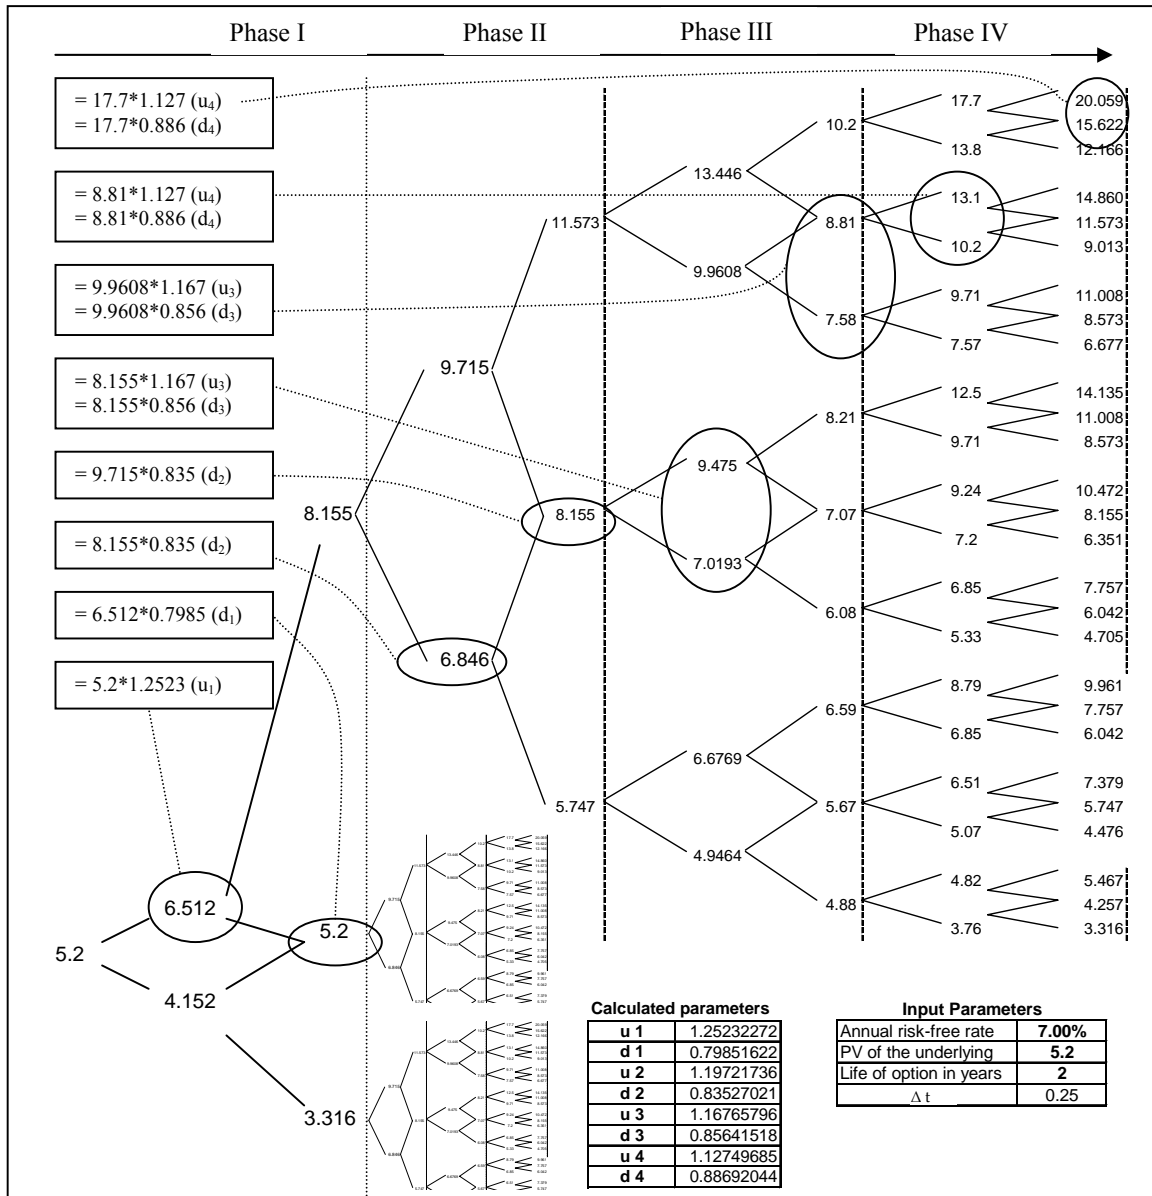 Phase I
Phase II
Phase III
Phase IV
= 17.7*1.127 (u4)
= 17.7*0.886 (d4)
= 8.81*1.127 (u4)
= 8.81*0.886 (d4)
= 9.9608*1.167 (u3)
= 9.9608*0.856 (d3)
= 8.155*1.167 (u3)
= 8.155*0.856 (d3)
= 9.715*0.835 (d2)
= 8.155*0.835 (d2)
= 6.512*0.7985 (d1)
= 5.2*1.2523 (u1)
5.2
6.512
4.152
8.155
5.2
3.316
9.715
6.846
11.573
8.155
5.747
13.446
9.9608
9.475
7.0193
6.6769
4.9464
10.2
8.81
7.58
8.21
7.07
6.08
6.59
5.67
4.88
17.7
13.8
13.1
10.2
9.71
7.57
12.5
9.71
9.24
7.2
6.85
5.33
8.79
6.85
6.51
5.07
4.82
3.76
20.059
15.622
12.166
14.860
11.573
9.013
11.008
8.573
6.677
14.135
11.008
8.573
10.472
8.155
6.351
7.757
6.042
4.705
9.961
7.757
6.042
7.379
5.747
4.476
5.467
4.257
3.316
Calculated parameters
u 1 1.25232272
d 1 0.79851622
u 2 1.19721736
d 2 0.83527021
u 3 1.16765796
d 3 0.85641518
u 4 1.12749685
d 4 0.88692044
Input Parameters
Annual risk-free rate 7.00%
PV of the underlying 5.2
Life of option in years 2
Δ t 0.25